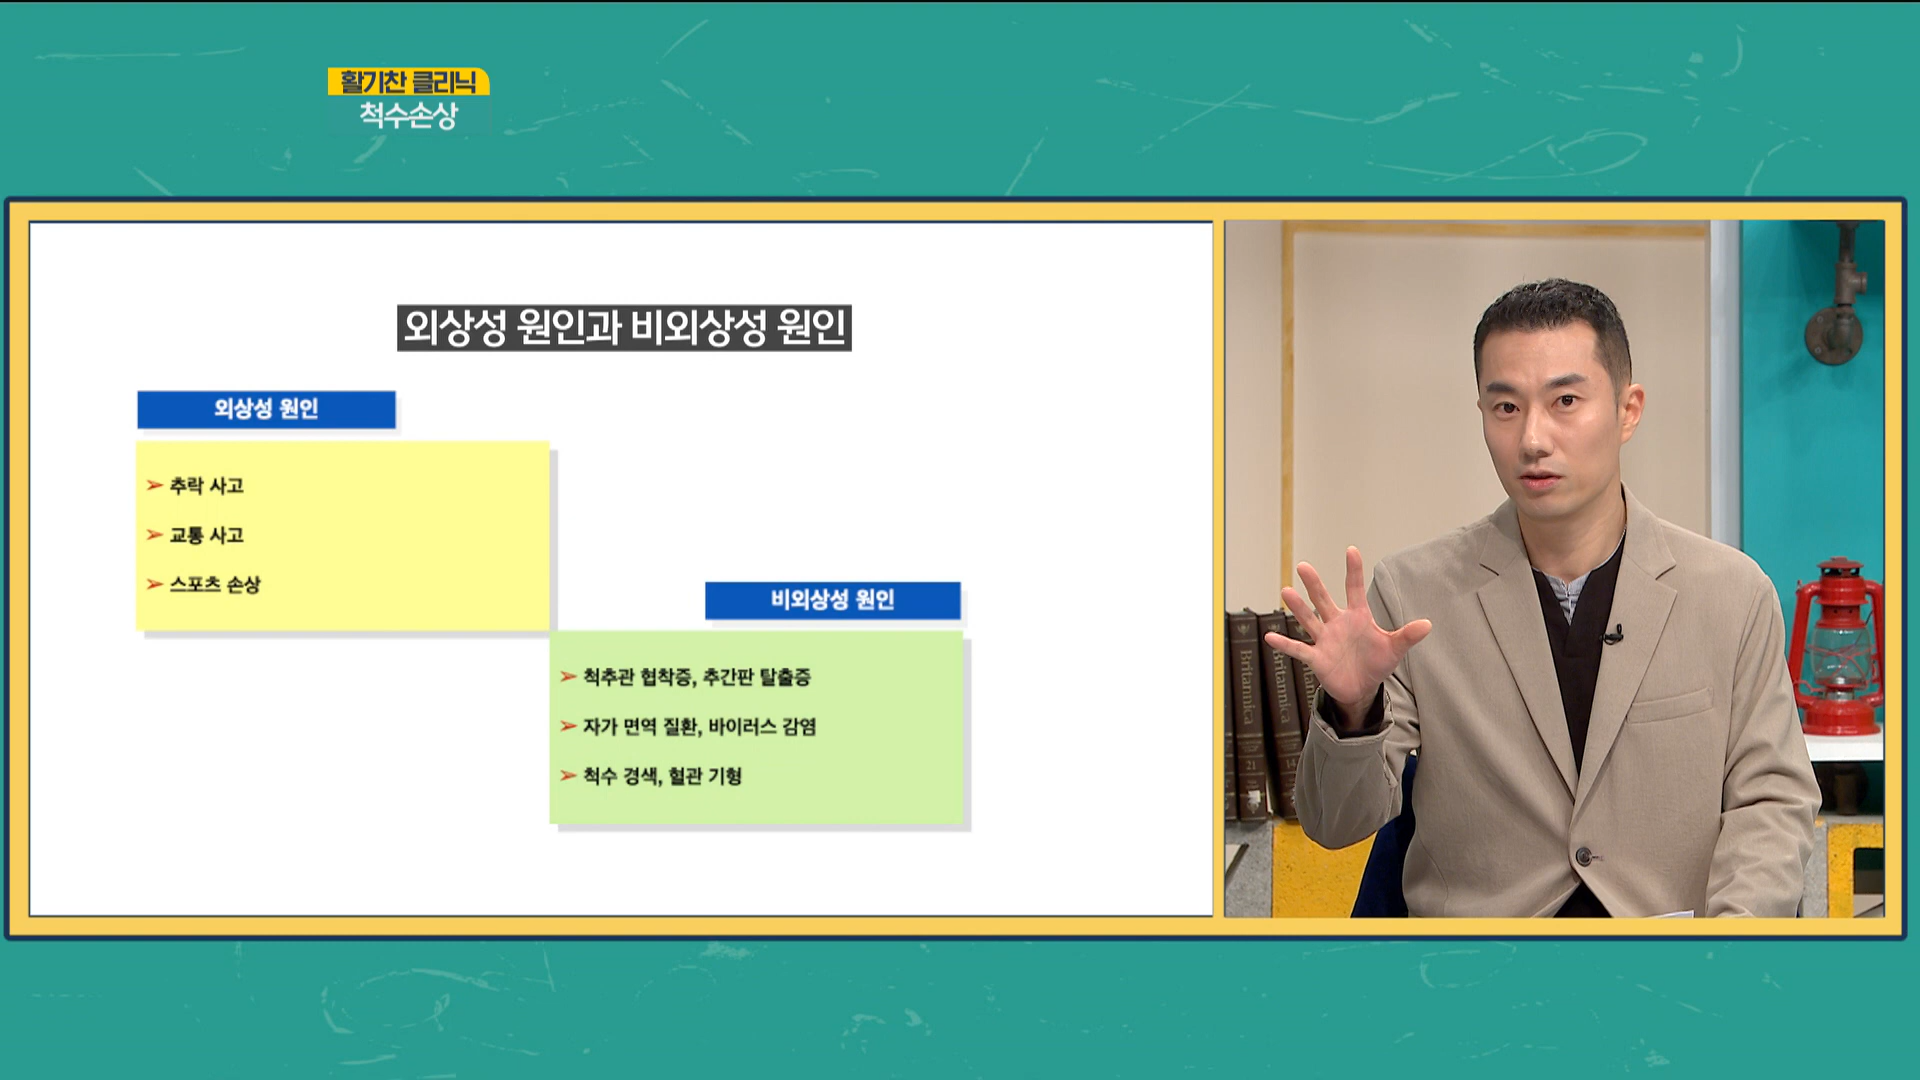 활기찬 클리닉
척수손상
외상성 원인과 비외상성 원인
외상성 원인
➢ 추락 사고
➢ 교통 사고
➢ 스포츠 손상
비외상성 원인
➢ 척추관 협착증, 추간판 탈출증
➢ 자가 면역 질환, 바이러스 감염
➢ 척수 경색, 혈관 기형
Britannica
21
Britannica
14